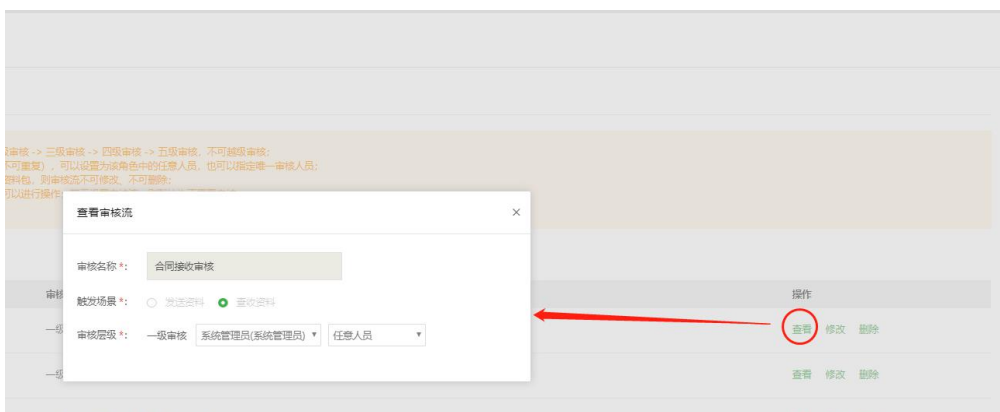 级审核 -> 三级审核 -> 四级审核 -> 五级审核，不可越级审核；
不可重复），可以设置为该角色中的任意人员，也可以指定唯一审核人员；
资料包，则审核流不可修改、不可删除；
可以进行操作
查看审核流 ×
审核名称 *： 合同接收审核
审核 操作
触发场景 *： 发送资料 查收资料
审核层级 *： 一级审核 系统管理员(系统管理员) 任意人员
一级 查看 修改 删除
一级 查看 修改 删除